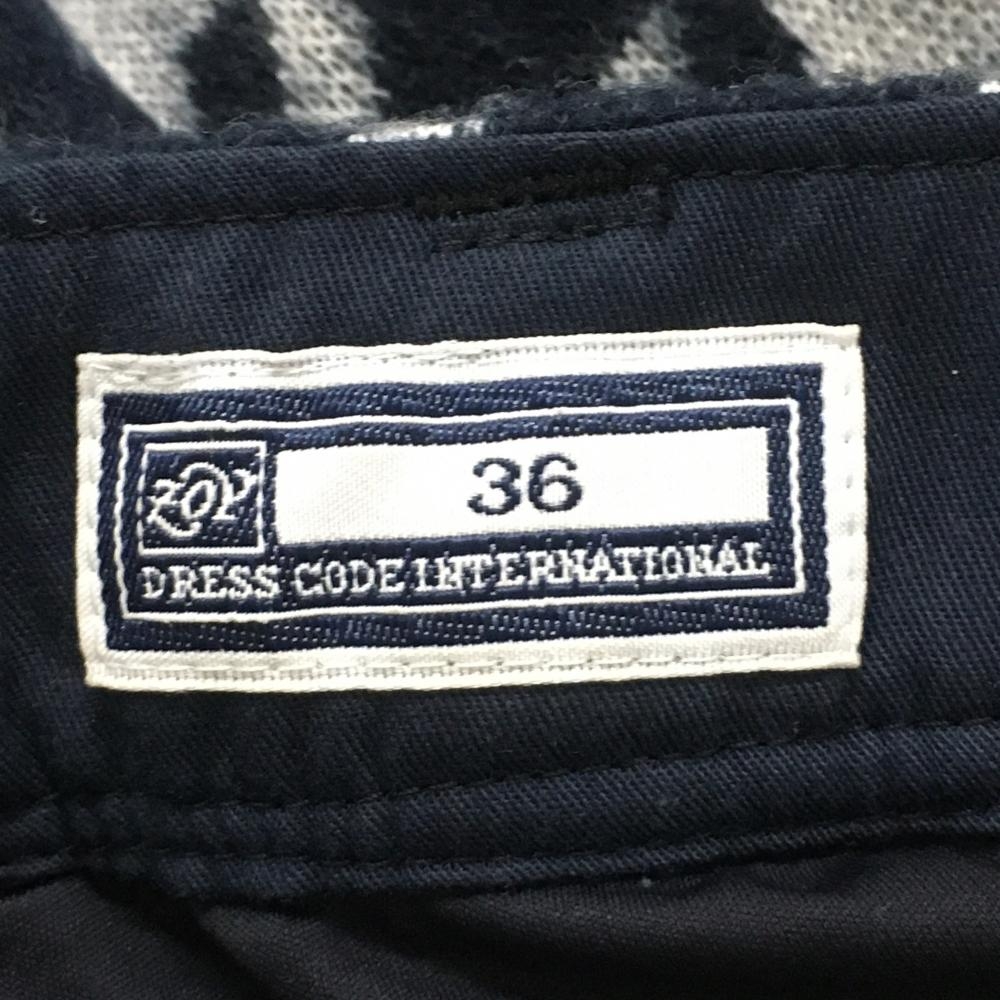 36
DRESS CODE INTERNATIONAL